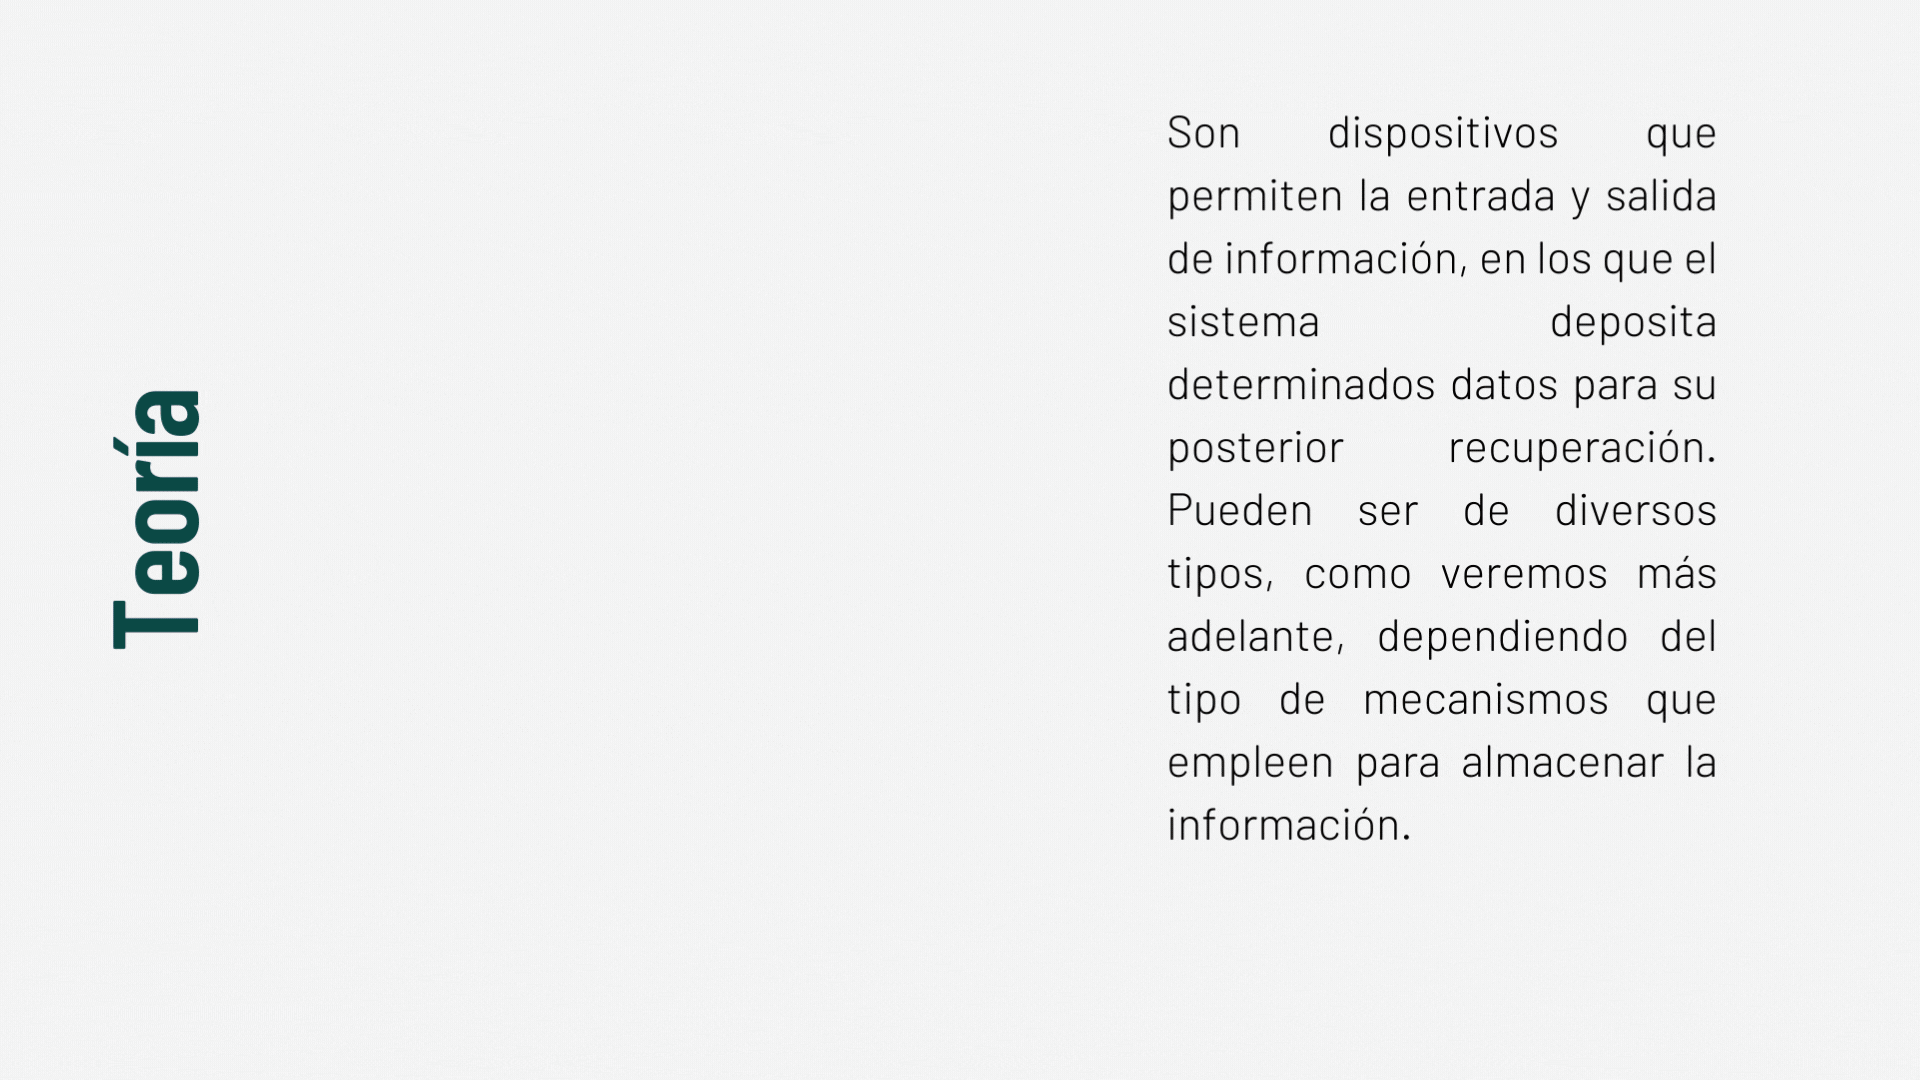 Teoría
Son dispositivos que
permiten la entrada y salida
de información, en los que el
sistema deposita
determinados datos para su
posterior recuperación.
Pueden ser de diversos
tipos, como veremos más
adelante, dependiendo del
tipo de mecanismos que
empleen para almacenar la
información.